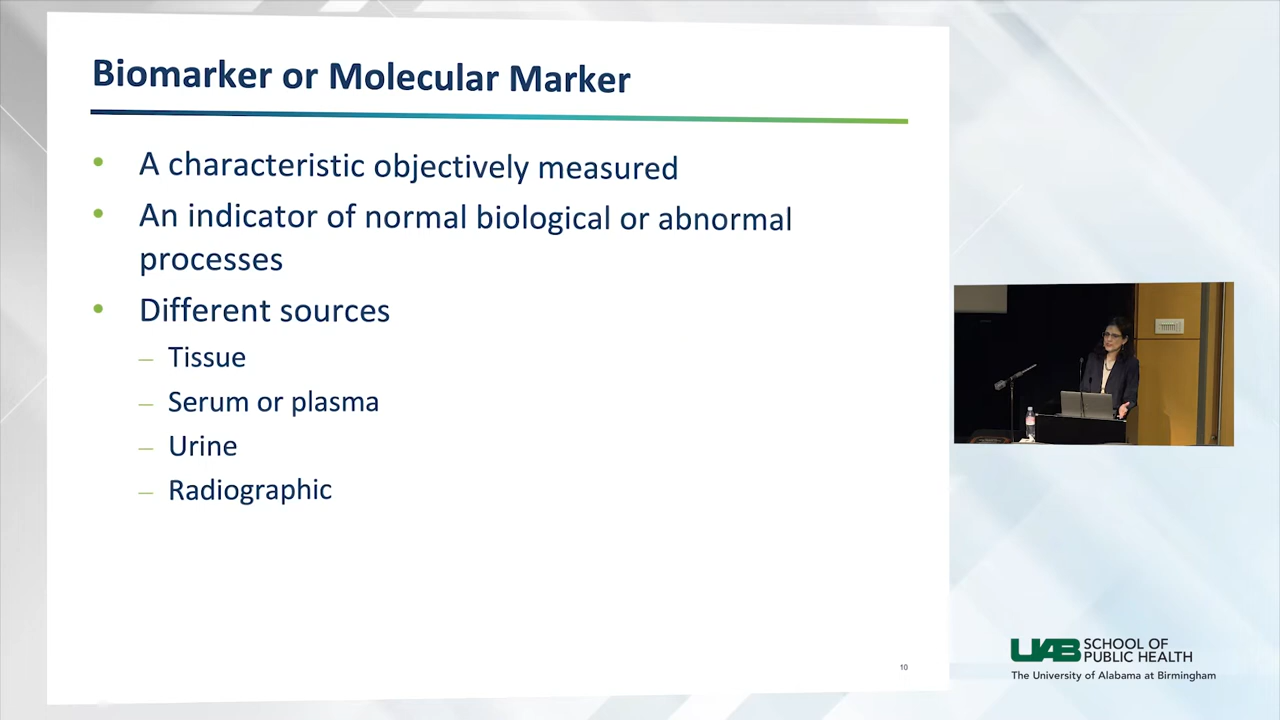 Biomarker or Molecular Marker
• A characteristic objectively measured
• An indicator of normal biological or abnormal
processes
• Different sources
– Tissue
– Serum or plasma
– Urine
– Radiographic
10
UAB SCHOOL OF
PUBLIC HEALTH
The University of Alabama at Birmingham